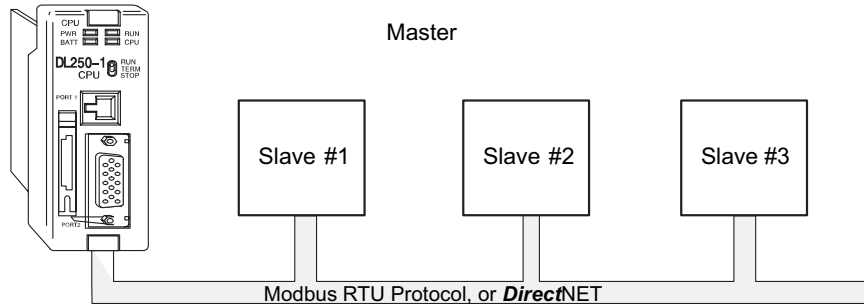 CPU
PWR RUN
BATT CPU
DL250-1 RUN
TERM
CPU STOP
PORT 1
PORT2
Master
Slave #1
Slave #2
Slave #3
Modbus RTU Protocol, or DirectNET